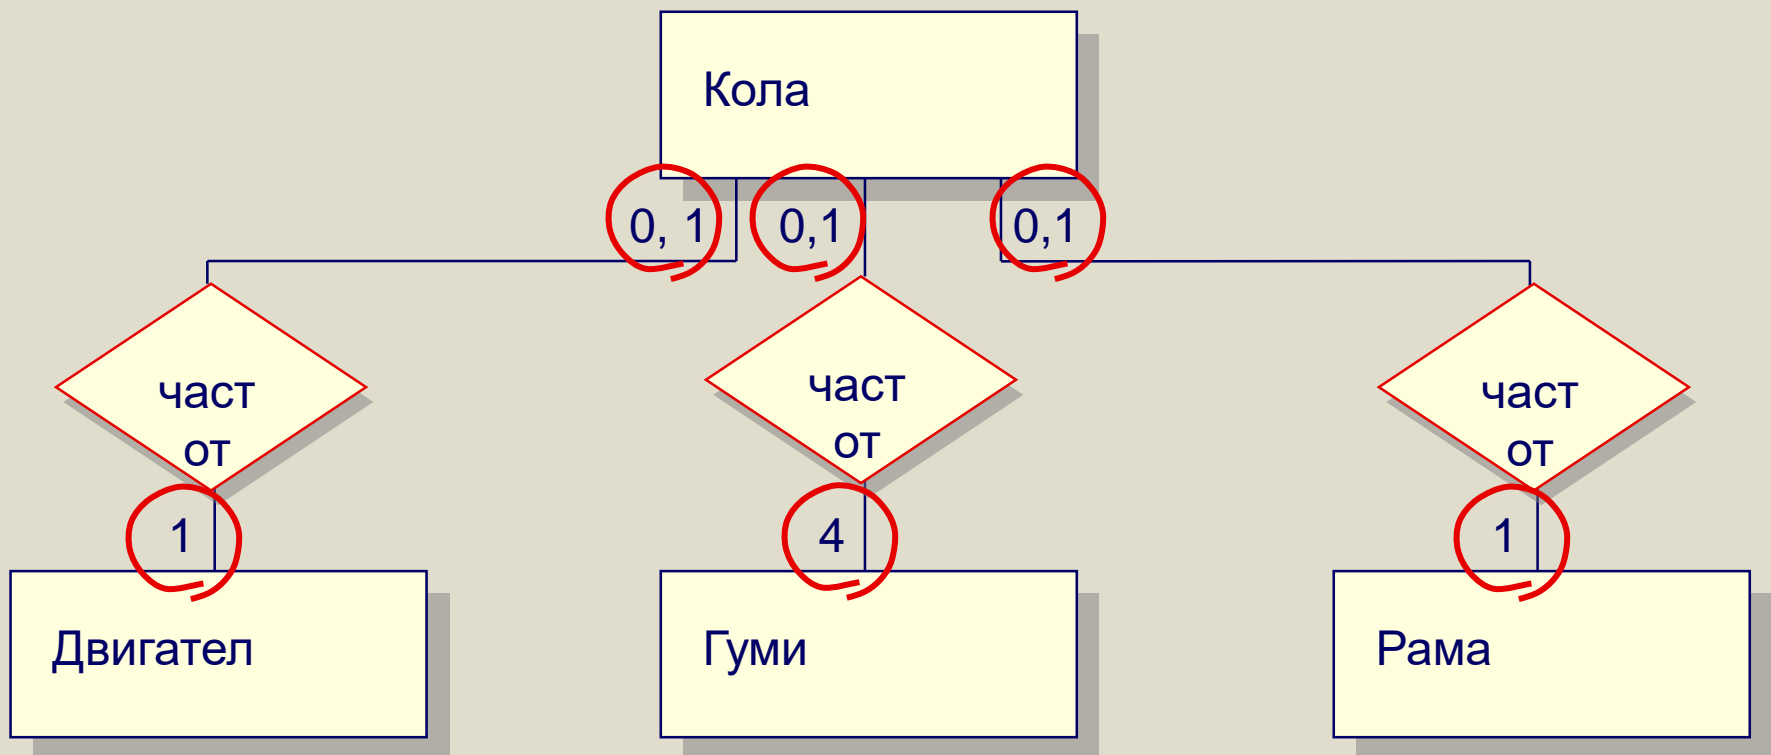 Кола
0, 1
0,1
0,1
част
от
част
от
част
от
1
4
1
Двигател
Гуми
Рама